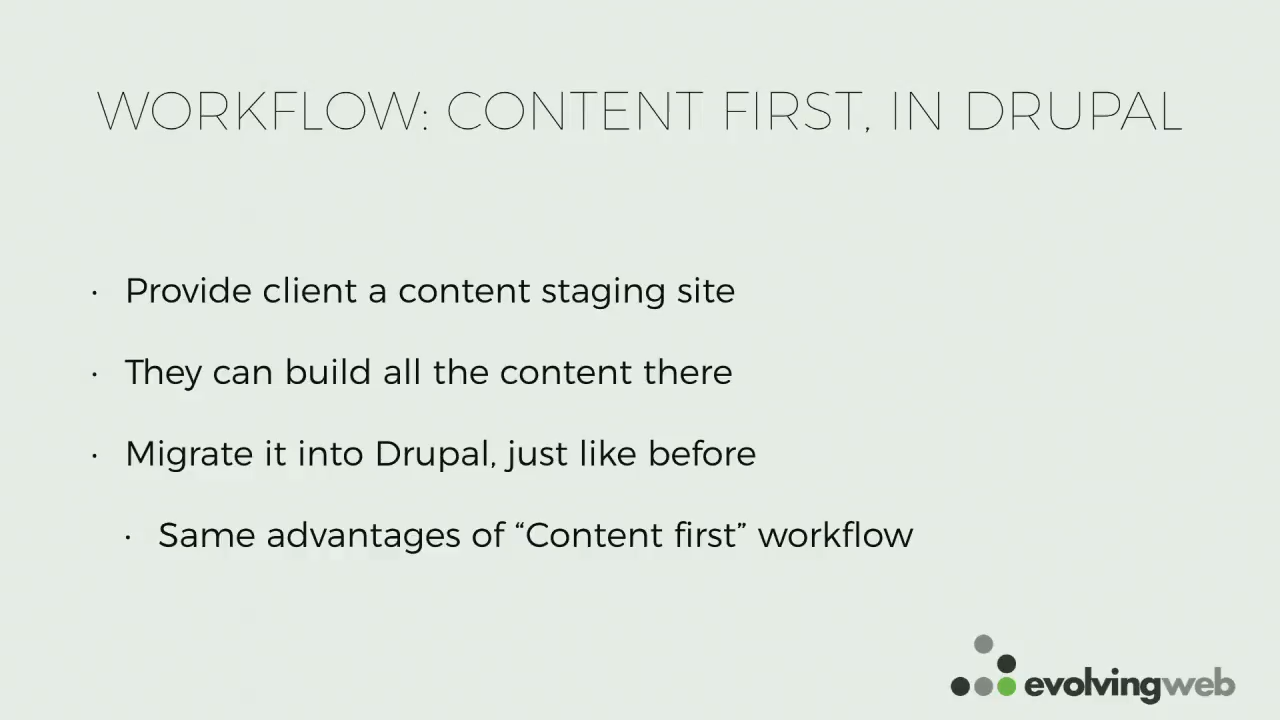 WORKFLOW: CONTENT FIRST, IN DRUPAL
· Provide client a content staging site
· They can build all the content there
· Migrate it into Drupal, just like before
· Same advantages of “Content first” workflow
evolvingweb